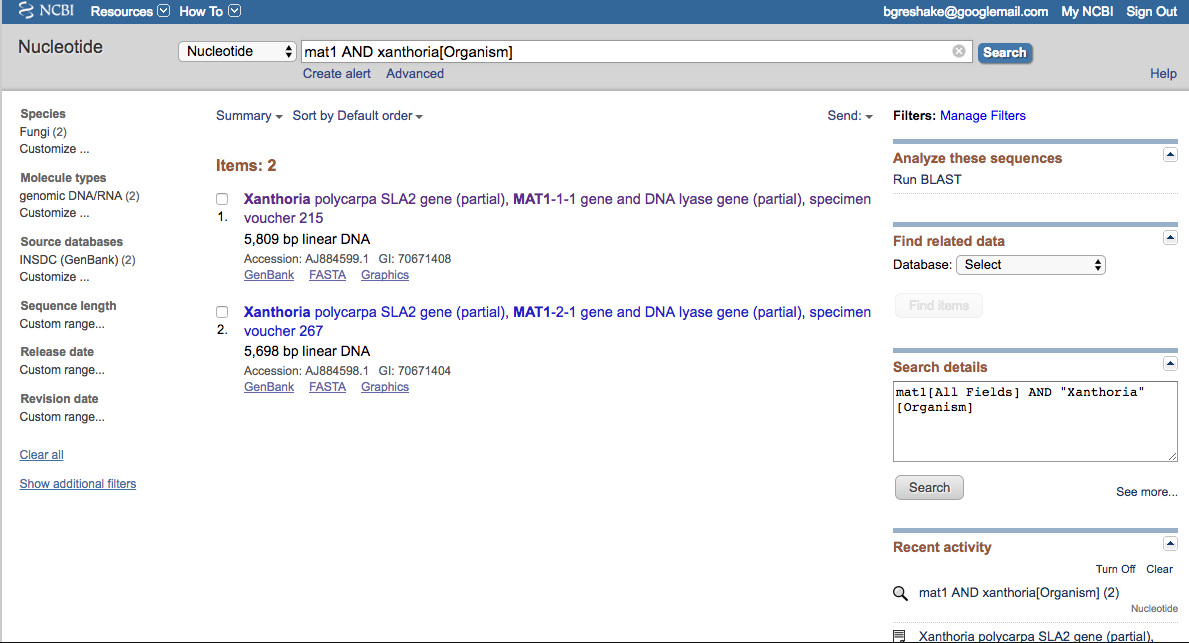 NCBI Resources How To bgreshake@googlemail.com My NCBI Sign Out
Nucleotide Nucleotide mat1 AND xanthoria[Organism] Search
Create alert Advanced Help
Species
Fungi (2)
Customize ...
Molecule types
genomic DNA/RNA (2)
Customize ...
Source databases
INSDC (GenBank) (2)
Customize ...
Sequence length
Custom range...
Release date
Custom range...
Revision date
Custom range...
Clear all
Show additional filters
Summary Sort by Default order Send:
Items: 2
Xanthoria polycarpa SLA2 gene (partial), MAT1-1-1 gene and DNA lyase gene (partial), specimen
1. voucher 215
5,809 bp linear DNA
Accession: AJ884599.1 GI: 70671408
GenBank FASTA Graphics
Xanthoria polycarpa SLA2 gene (partial), MAT1-2-1 gene and DNA lyase gene (partial), specimen
2. voucher 267
5,698 bp linear DNA
Accession: AJ884598.1 GI: 70671404
GenBank FASTA Graphics
Filters: Manage Filters
Analyze these sequences
Run BLAST
Find related data
Database: Select
Find items
Search details
mat1[All Fields] AND "Xanthoria"
[Organism]
Search
See more...
Recent activity
Turn Off Clear
mat1 AND xanthoria[Organism] (2)
Nucleotide
Xanthoria polycarpa SLA2 gene (partial),